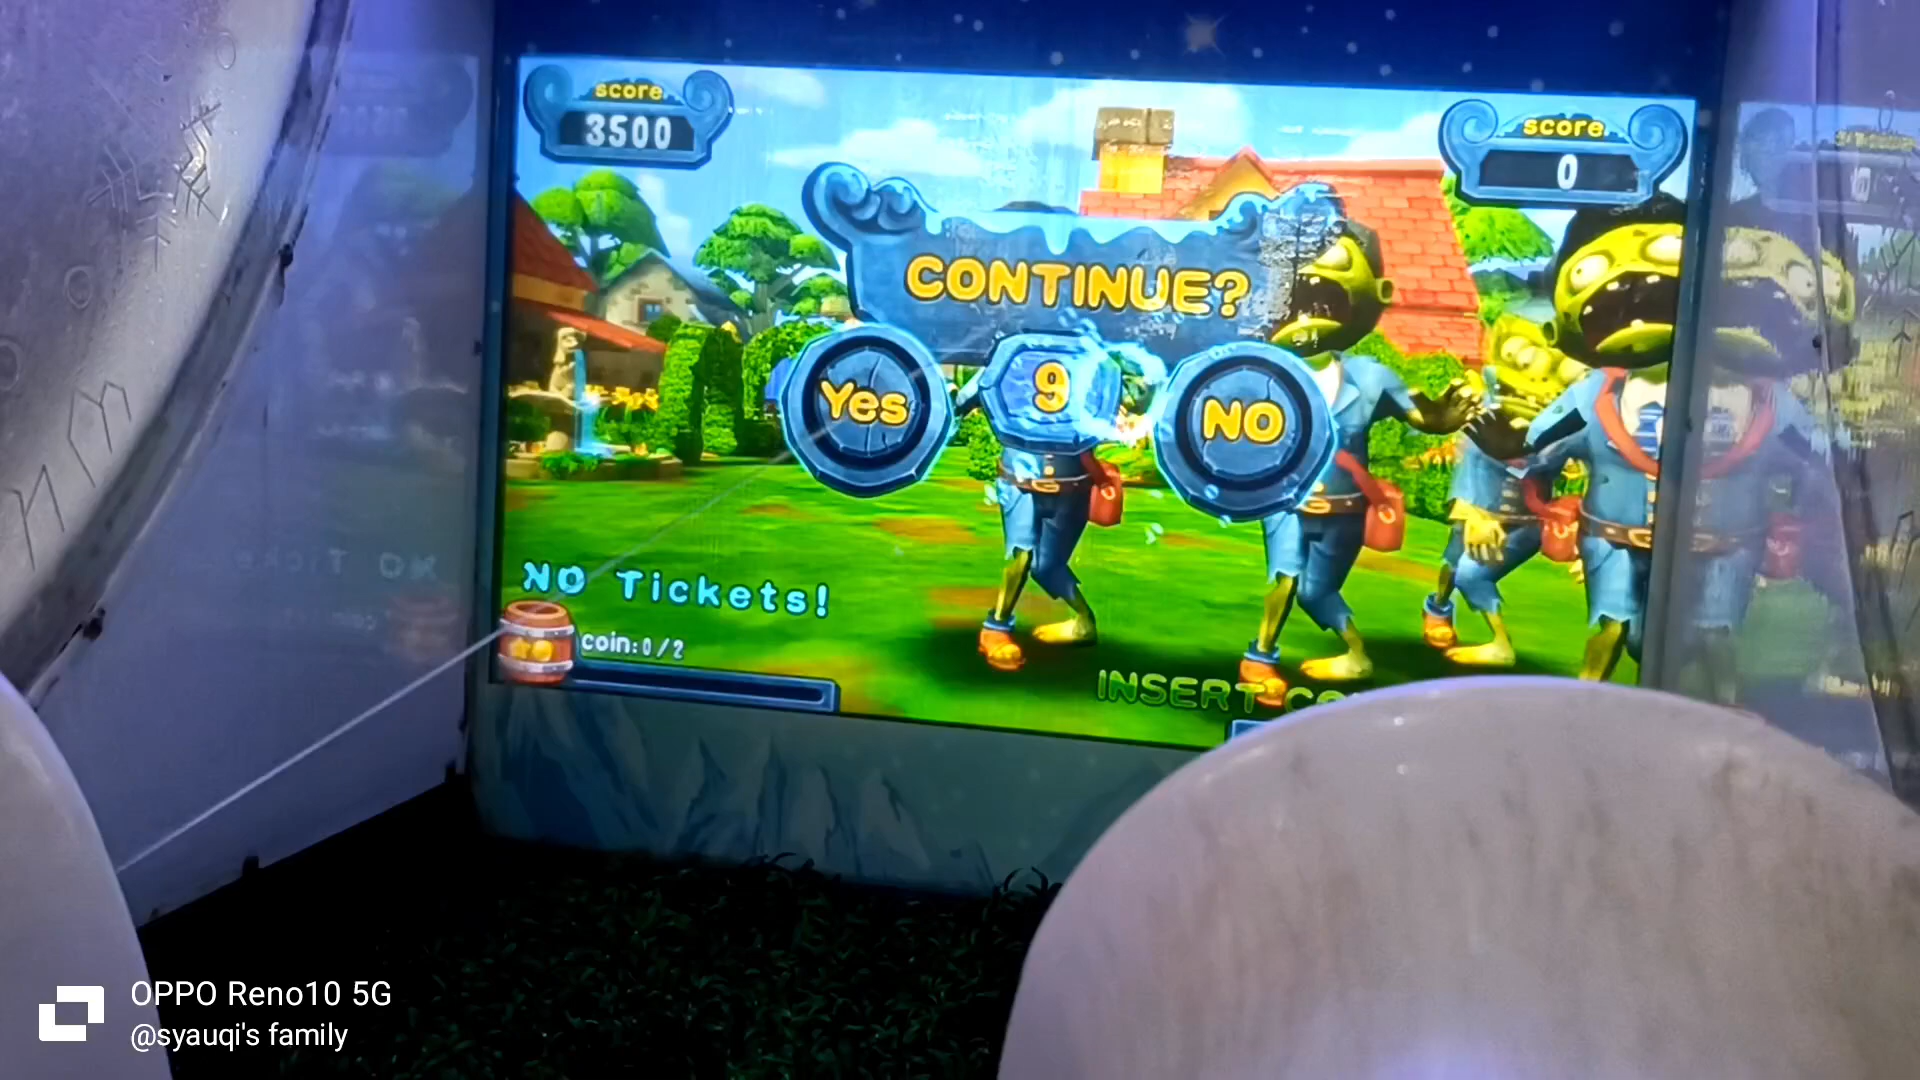 score
3500
score
0
CONTINUE?
Yes
9
NO
NO Tickets!
coin:0/2
INSERT
OPPO Reno10 5G
@syauqi's family